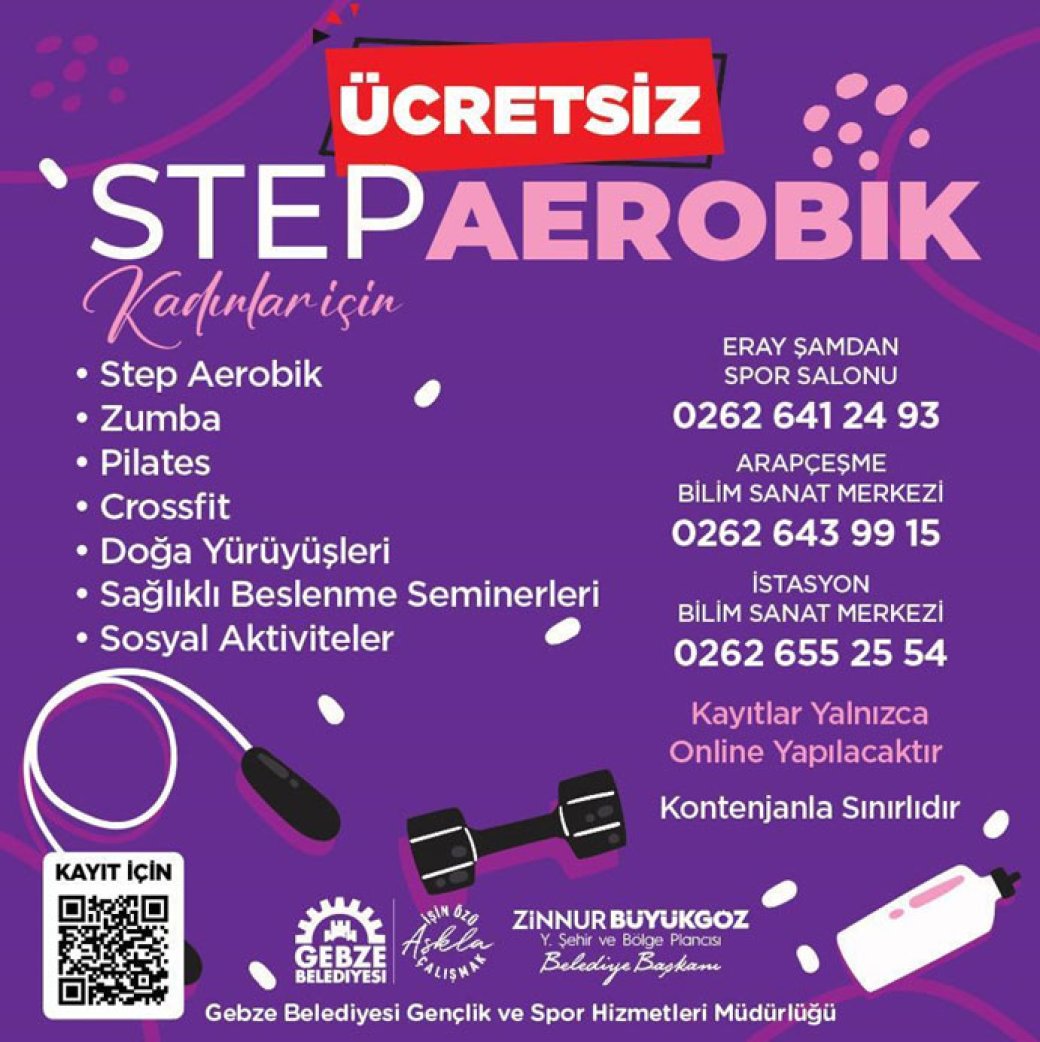 ÜCRETSİZ
STEP AEROBİK
Kadınlar için
• Step Aerobik
• Zumba
• Pilates
• Crossfit
• Doğa Yürüyüşleri
• Sağlıklı Beslenme Seminerleri
• Sosyal Aktiviteler
ERAY ŞAMDAN
SPOR SALONU
0262 641 24 93
ARAPÇEŞME
BİLİM SANAT MERKEZİ
0262 643 99 15
İSTASYON
BİLİM SANAT MERKEZİ
0262 655 25 54
Kayıtlar Yalnızca
Online Yapılacaktır
Kontenjanla Sınırlıdır
KAYIT İÇİN
GEBZE
BELEDİYESİ
İŞİN ÖZÜ
Aşkla
ÇALIŞMAK
ZİNNUR BÜYÜKGÖZ
Y. Şehir ve Bölge Plancısı
Belediye Başkanı
Gebze Belediyesi Gençlik ve Spor Hizmetleri Müdürlüğü